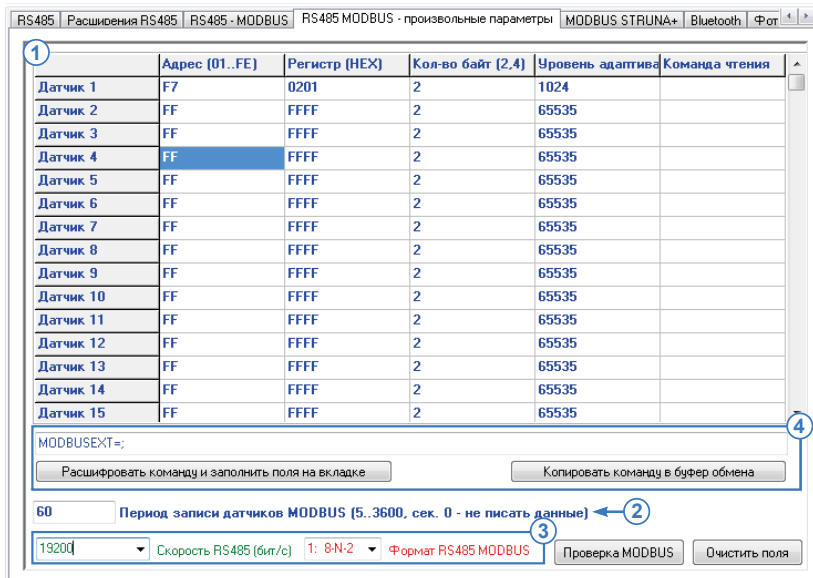 RS485 Расширения RS485 RS485 - MODBUS RS485 MODBUS - произвольные параметры MODBUS STRUNA+ Bluetooth Фот
1
Адрес (01..FE) Регистр (HEX) Кол-во байт (2,4) Уровень адаптива Команда чтения
Датчик 1 F7 0201 2 1024
Датчик 2 FF FFFF 2 65535
Датчик 3 FF FFFF 2 65535
Датчик 4 FF FFFF 2 65535
Датчик 5 FF FFFF 2 65535
Датчик 6 FF FFFF 2 65535
Датчик 7 FF FFFF 2 65535
Датчик 8 FF FFFF 2 65535
Датчик 9 FF FFFF 2 65535
Датчик 10 FF FFFF 2 65535
Датчик 11 FF FFFF 2 65535
Датчик 12 FF FFFF 2 65535
Датчик 13 FF FFFF 2 65535
Датчик 14 FF FFFF 2 65535
Датчик 15 FF FFFF 2 65535
4
MODBUSEXT=;
Расшифровать команду и заполнить поля на вкладке Копировать команду в буфер обмена
60 Период записи датчиков MODBUS (5..3600, сек. 0 - не писать данные) 2
3
19200 Скорость RS485 (бит/с) 1: 8-N-2 Формат RS485 MODBUS Проверка MODBUS Очистить поля